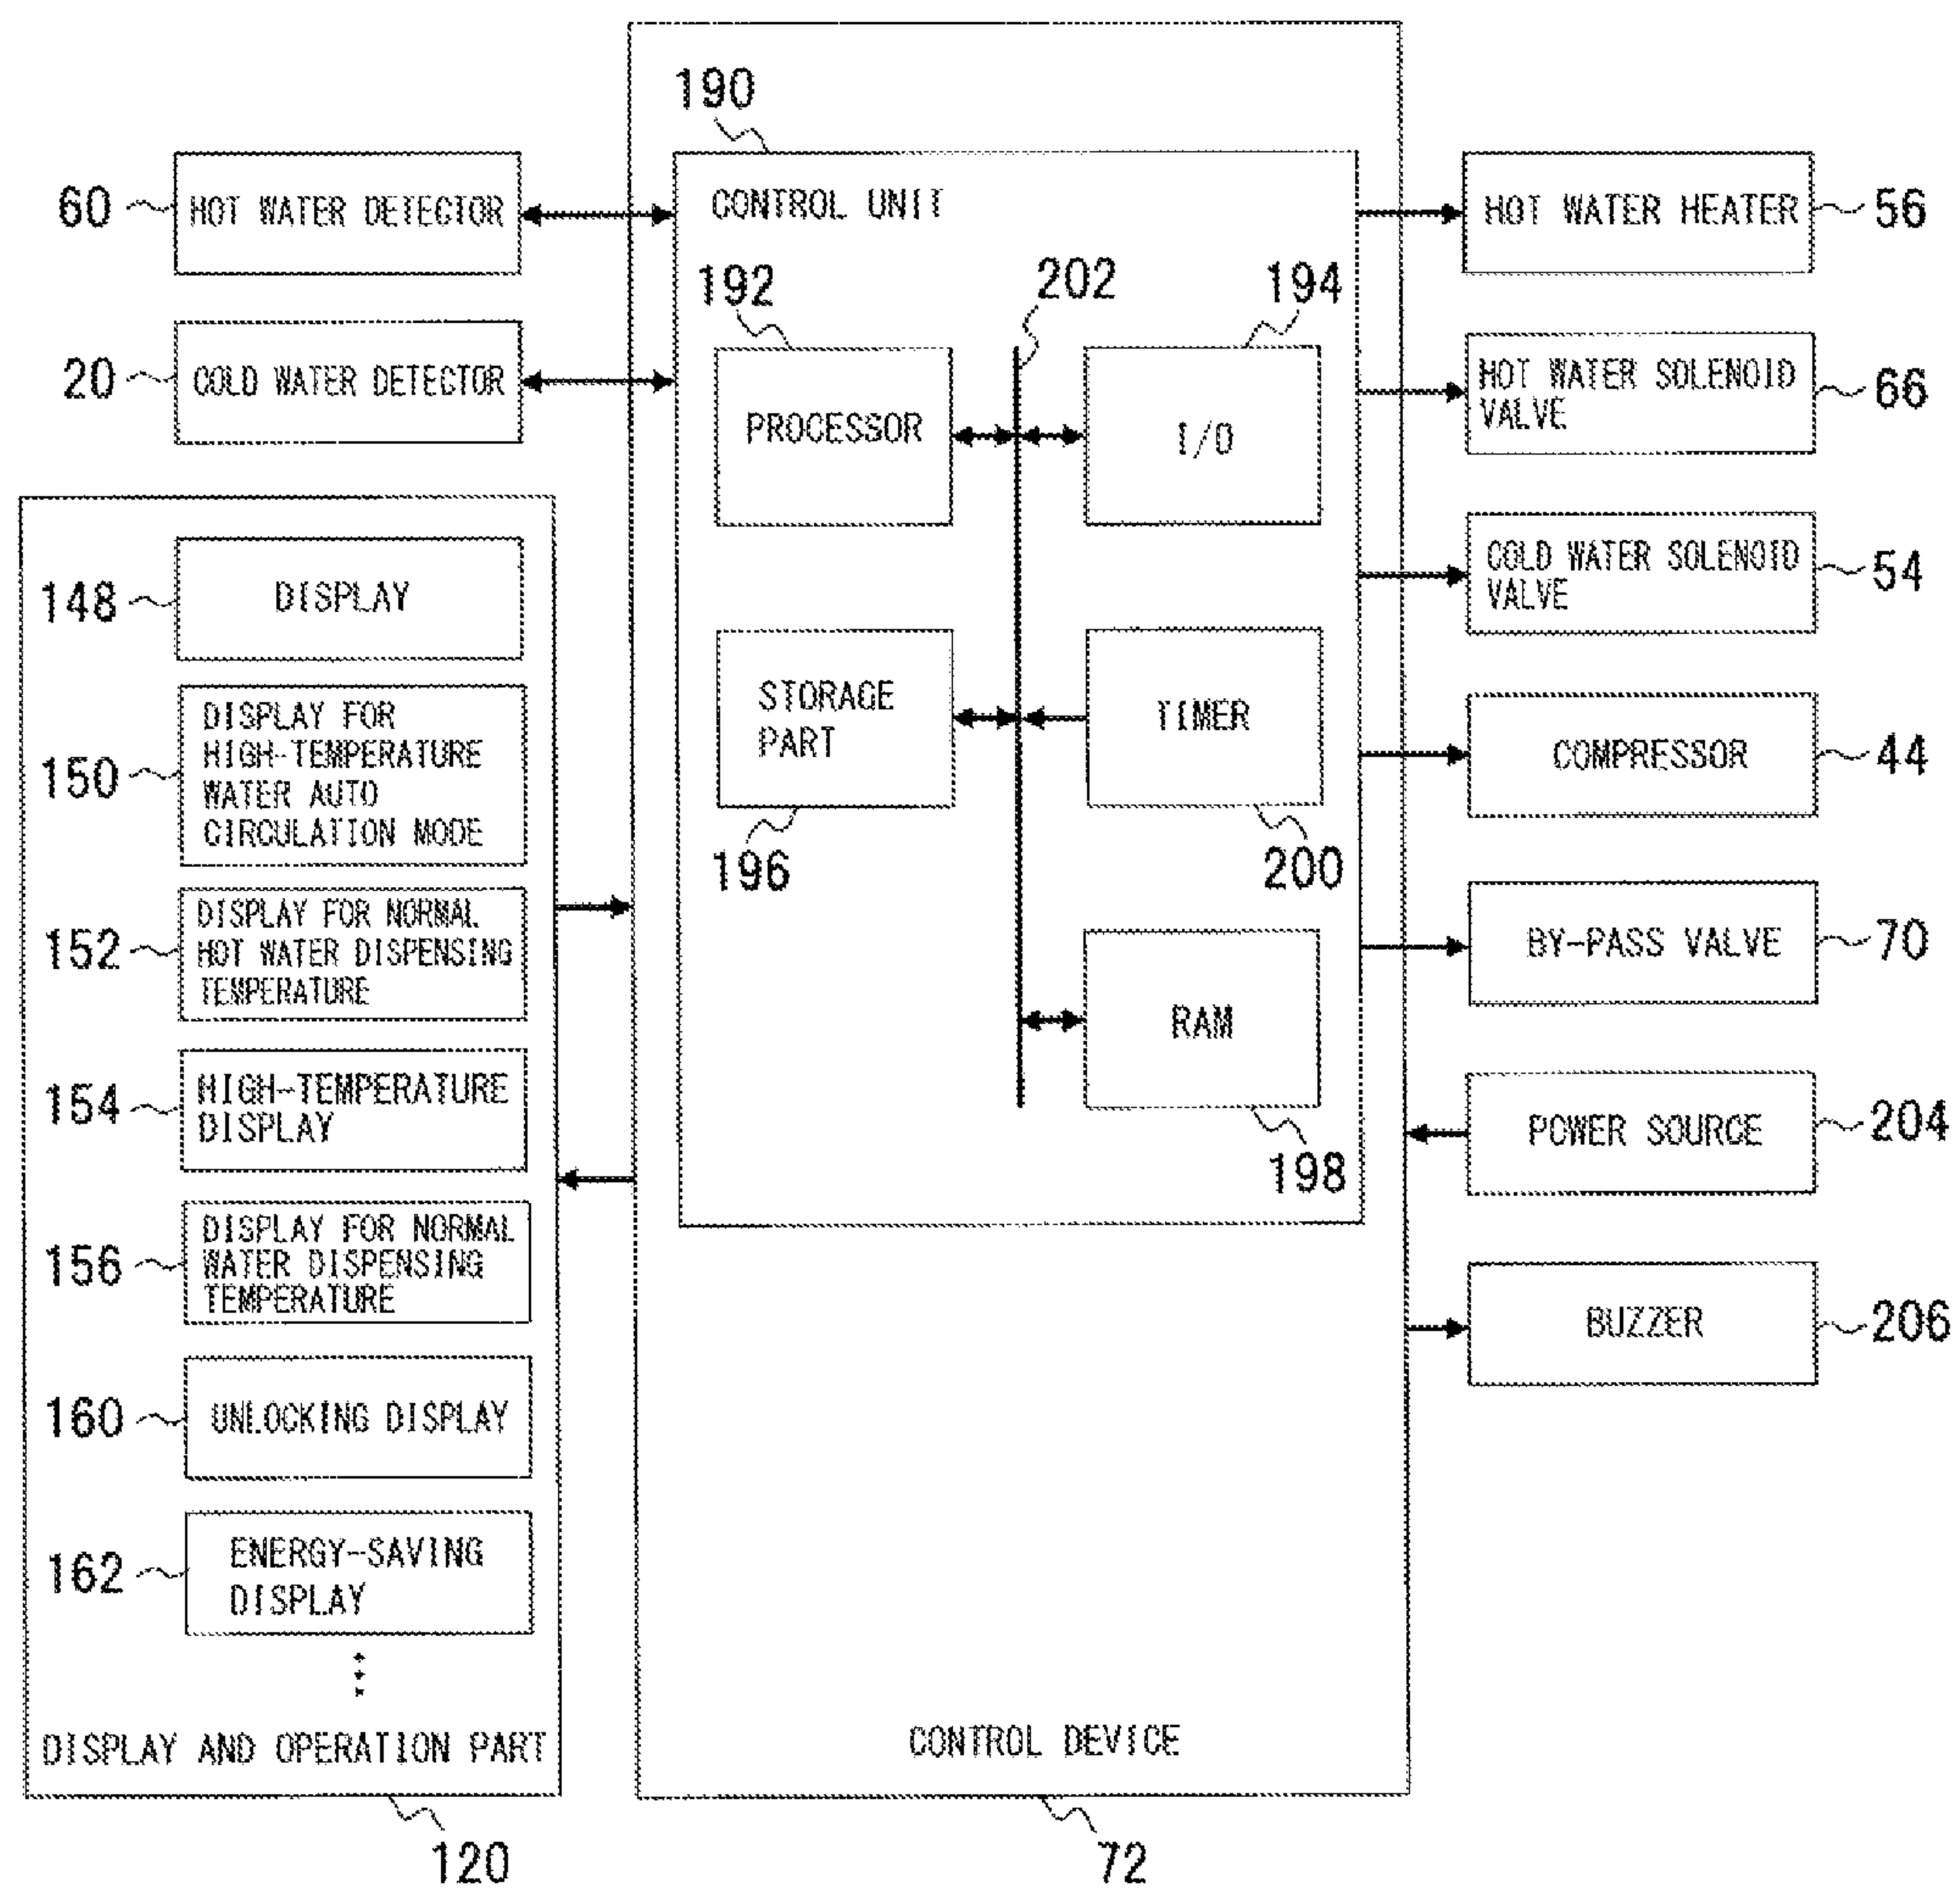 190
60
HOT WATER DETECTOR
CONTROL UNIT
HOT WATER HEATER
56
192
202
194
20
COLD WATER DETECTOR
PROCESSOR
I/O
HOT WATER SOLENOID
VALVE
66
148
DISPLAY
COLD WATER SOLENOID
VALVE
54
150
DISPLAY FOR
HIGH-TEMPERATURE
WATER AUTO
CIRCULATION MODE
STORAGE
PART
TIMER
COMPRESSOR
44
196
200
152
DISPLAY FOR NORMAL
HOT WATER DISPENSING
TEMPERATURE
BY-PASS VALVE
70
RAM
154
HIGH-TEMPERATURE
DISPLAY
POWER SOURCE
204
198
156
DISPLAY FOR NORMAL
WATER DISPENSING
TEMPERATURE
BUZZER
206
160
UNLOCKING DISPLAY
162
ENERGY-SAVING
DISPLAY
DISPLAY AND OPERATION PART
CONTROL DEVICE
120
72